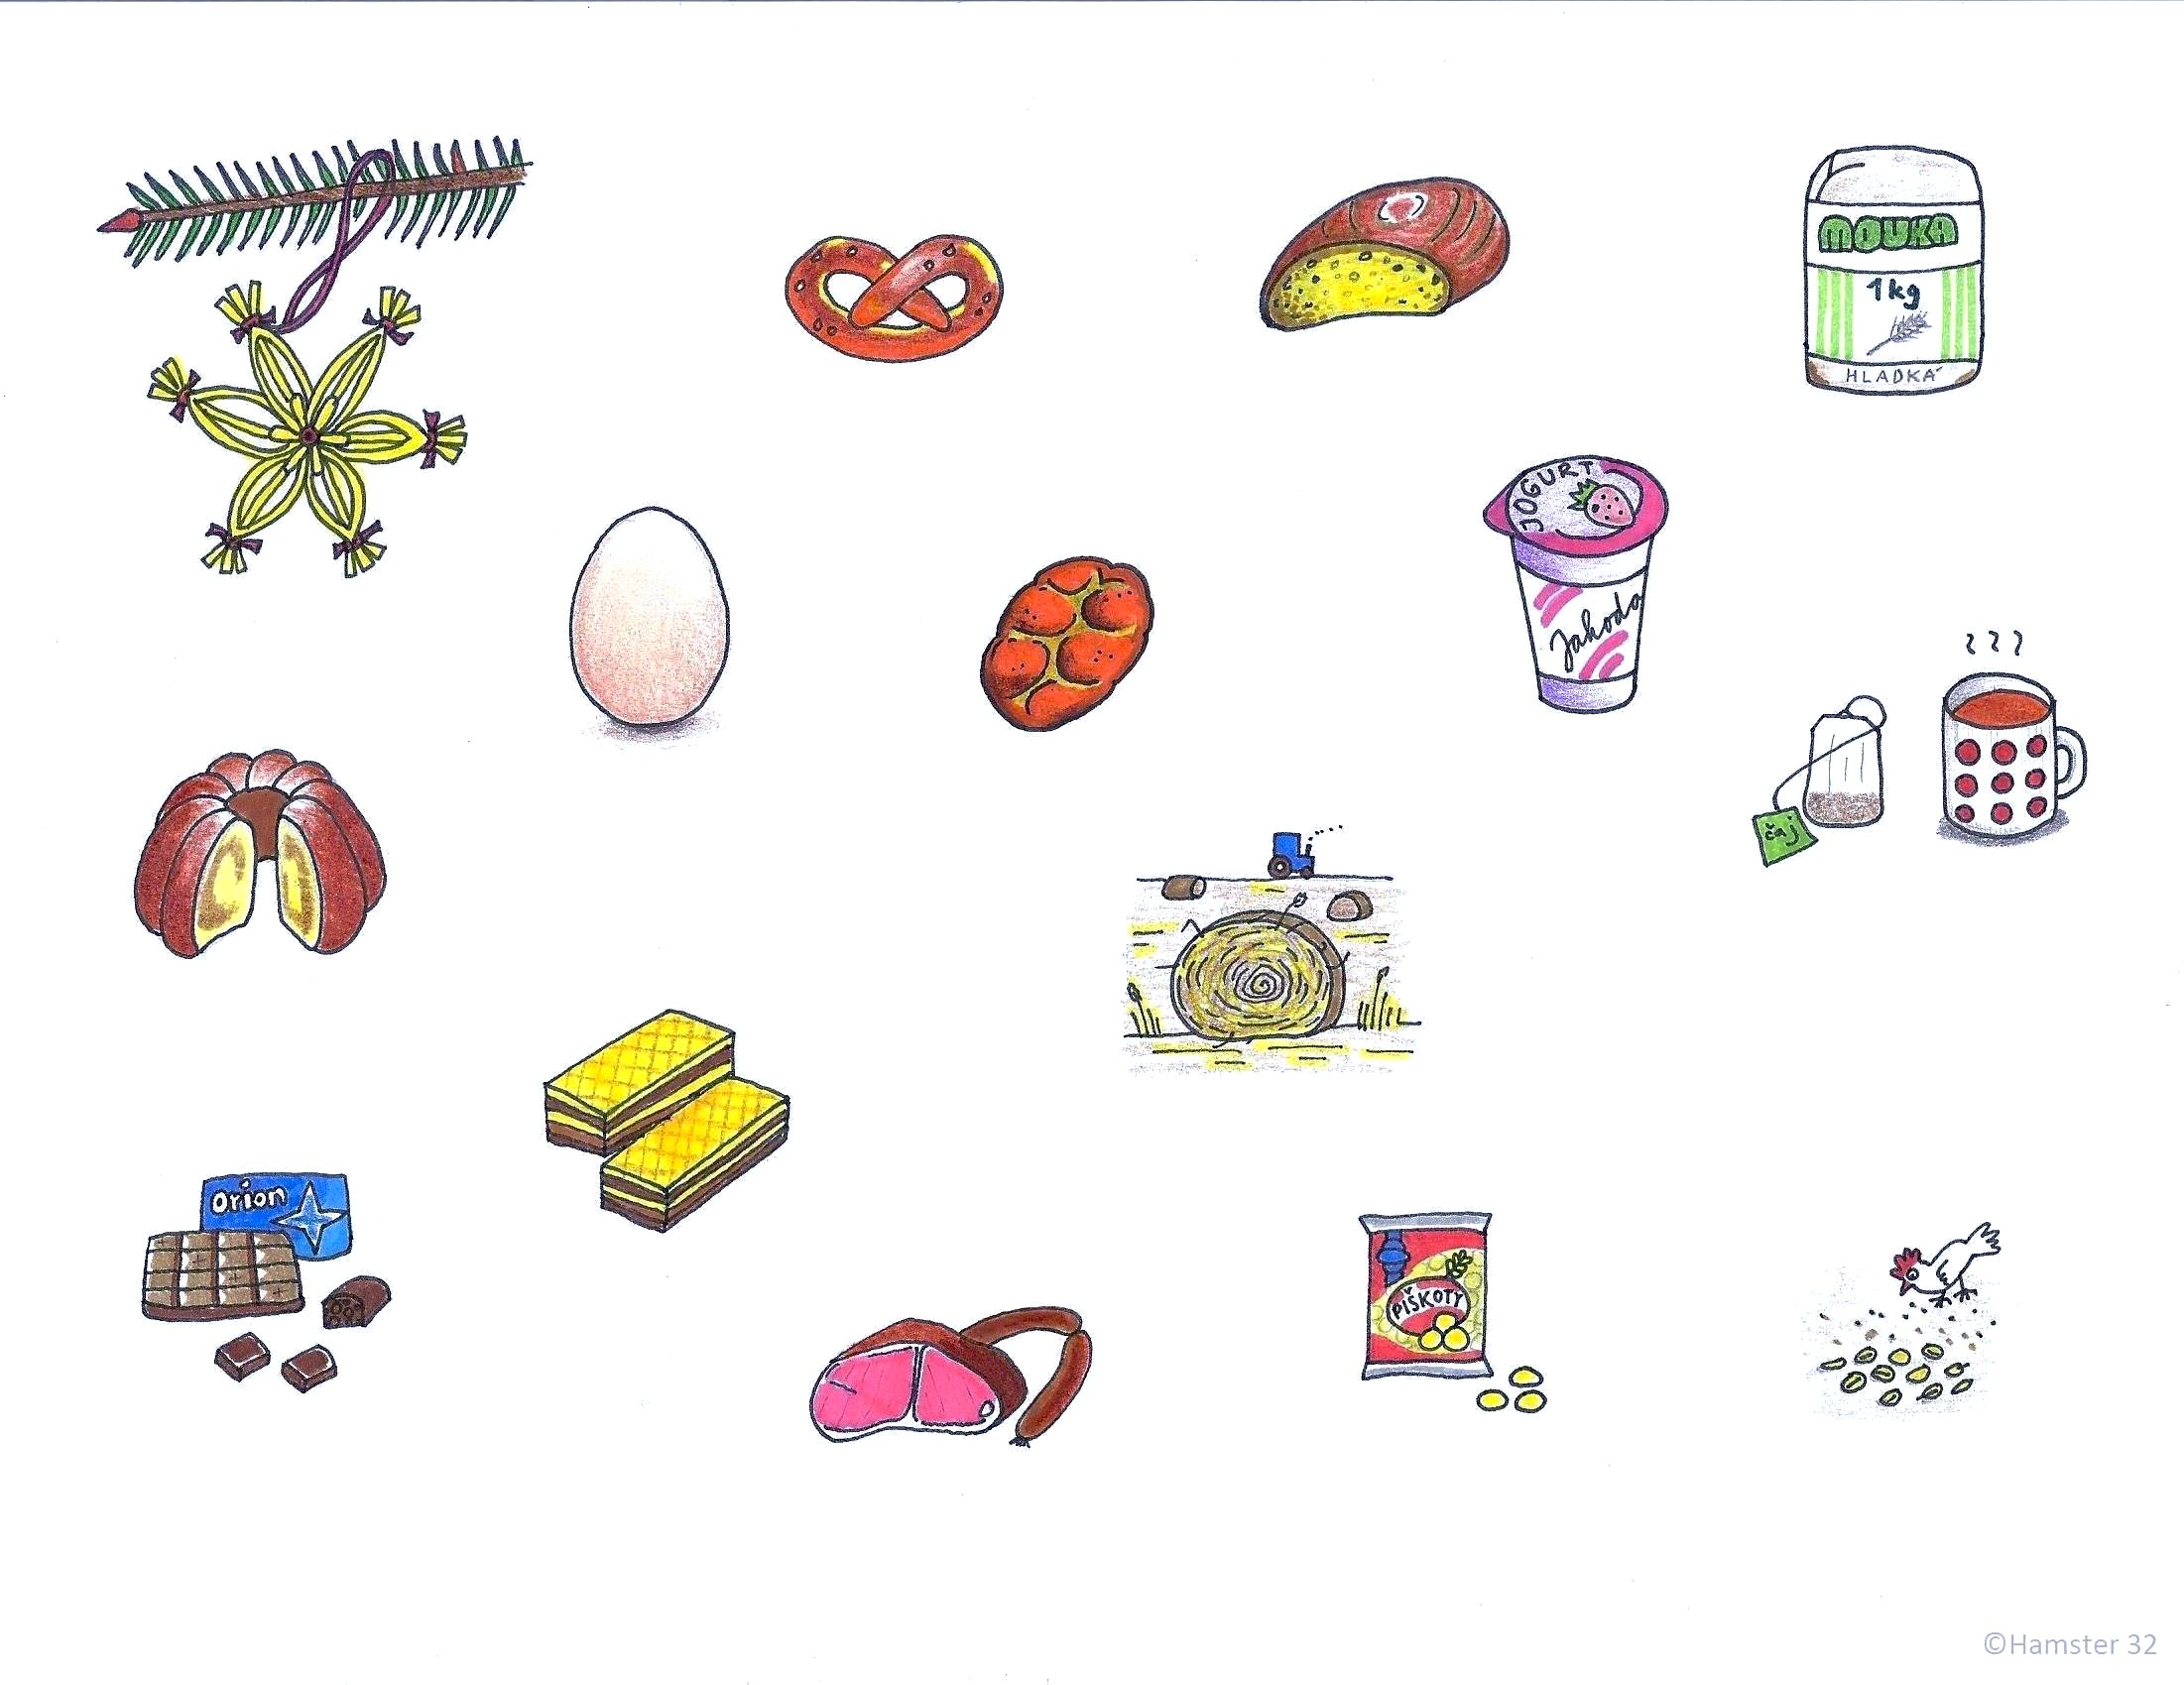 MOUKA
1kg
HLADKÁ
JOGURT
Jahoda
čaj
Orion
PIŠKOTY
©Hamster 32